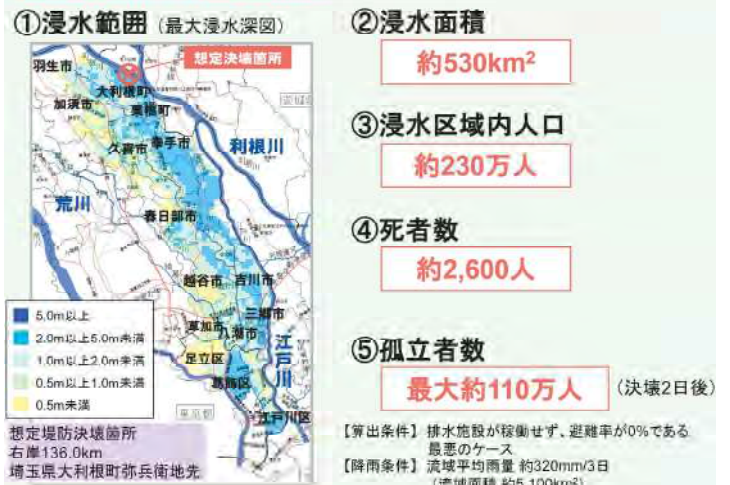 ①浸水範囲(最大浸水深図)
想定決壊箇所
羽生市
大利根町
加須市
栗橋町
久喜市
幸手市
利根川
荒川
春日部市
越谷市
吉川市
三郷市
草加市
八潮市
足立区
江戸川
葛飾区
東京都
江戸川区
5.0m以上
2.0m以上5.0m未満
1.0m以上2.0m未満
0.5m以上1.0m未満
0.5m未満
想定堤防決壊箇所
右岸136.0km
埼玉県大利根町弥兵衛地先
②浸水面積
約530km²
③浸水区域内人口
約230万人
④死者数
約2,600人
⑤孤立者数
最大約110万人 (決壊2日後)
【算出条件】排水施設が稼働せず、避難率が0%である
最悪のケース
【降雨条件】流域平均雨量 約320mm/3日
(流域面積 約5,100km²)